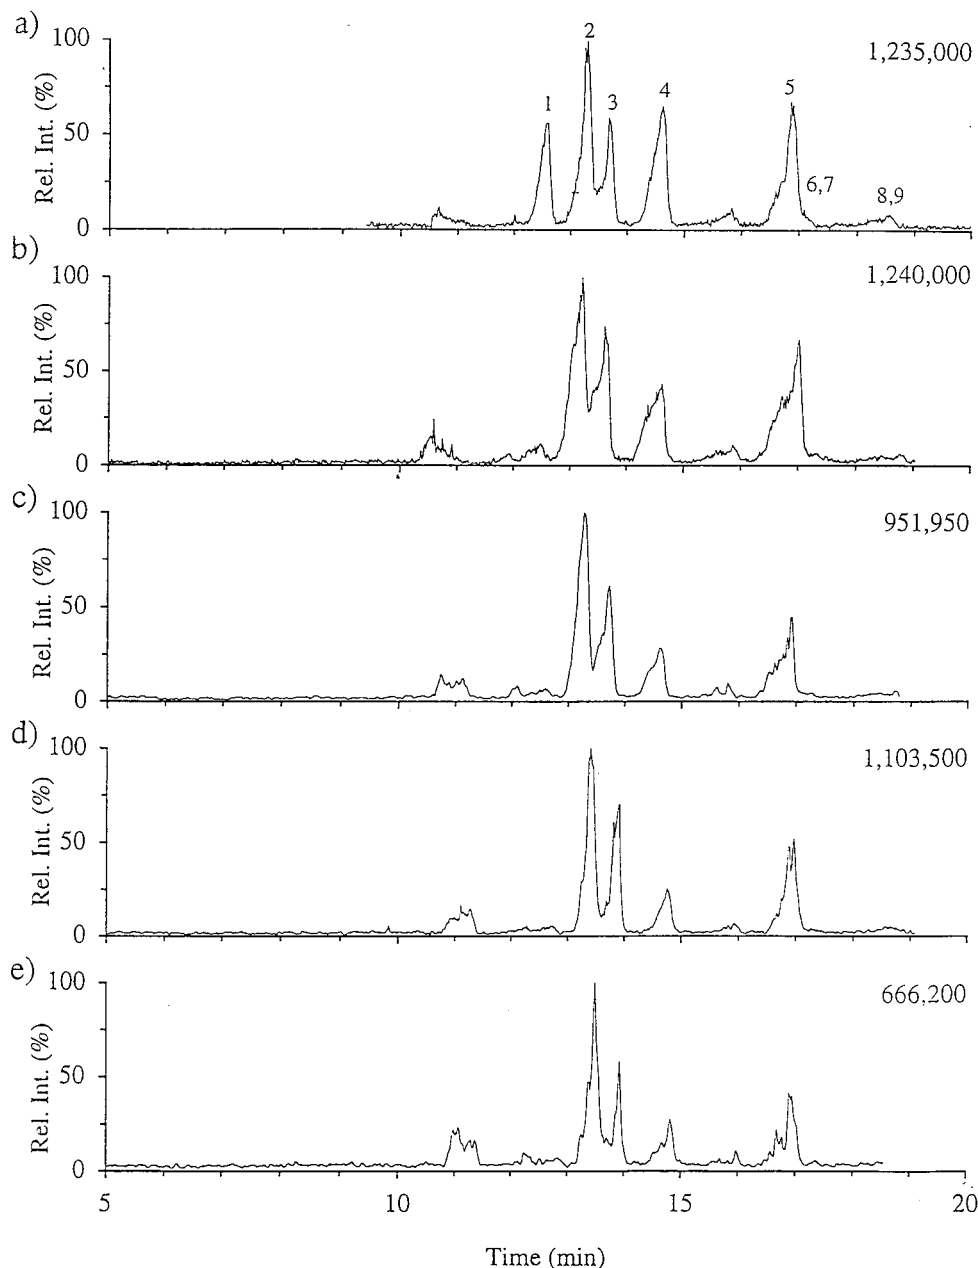 a)
Rel. Int. (%)
100
50
0
1
2
3
4
5
6,7
8,9
1,235,000
b)
Rel. Int. (%)
100
50
0
1,240,000
c)
Rel. Int. (%)
100
50
0
951,950
d)
Rel. Int. (%)
100
50
0
1,103,500
e)
Rel. Int. (%)
100
50
0
666,200
5
10
15
20
Time (min)